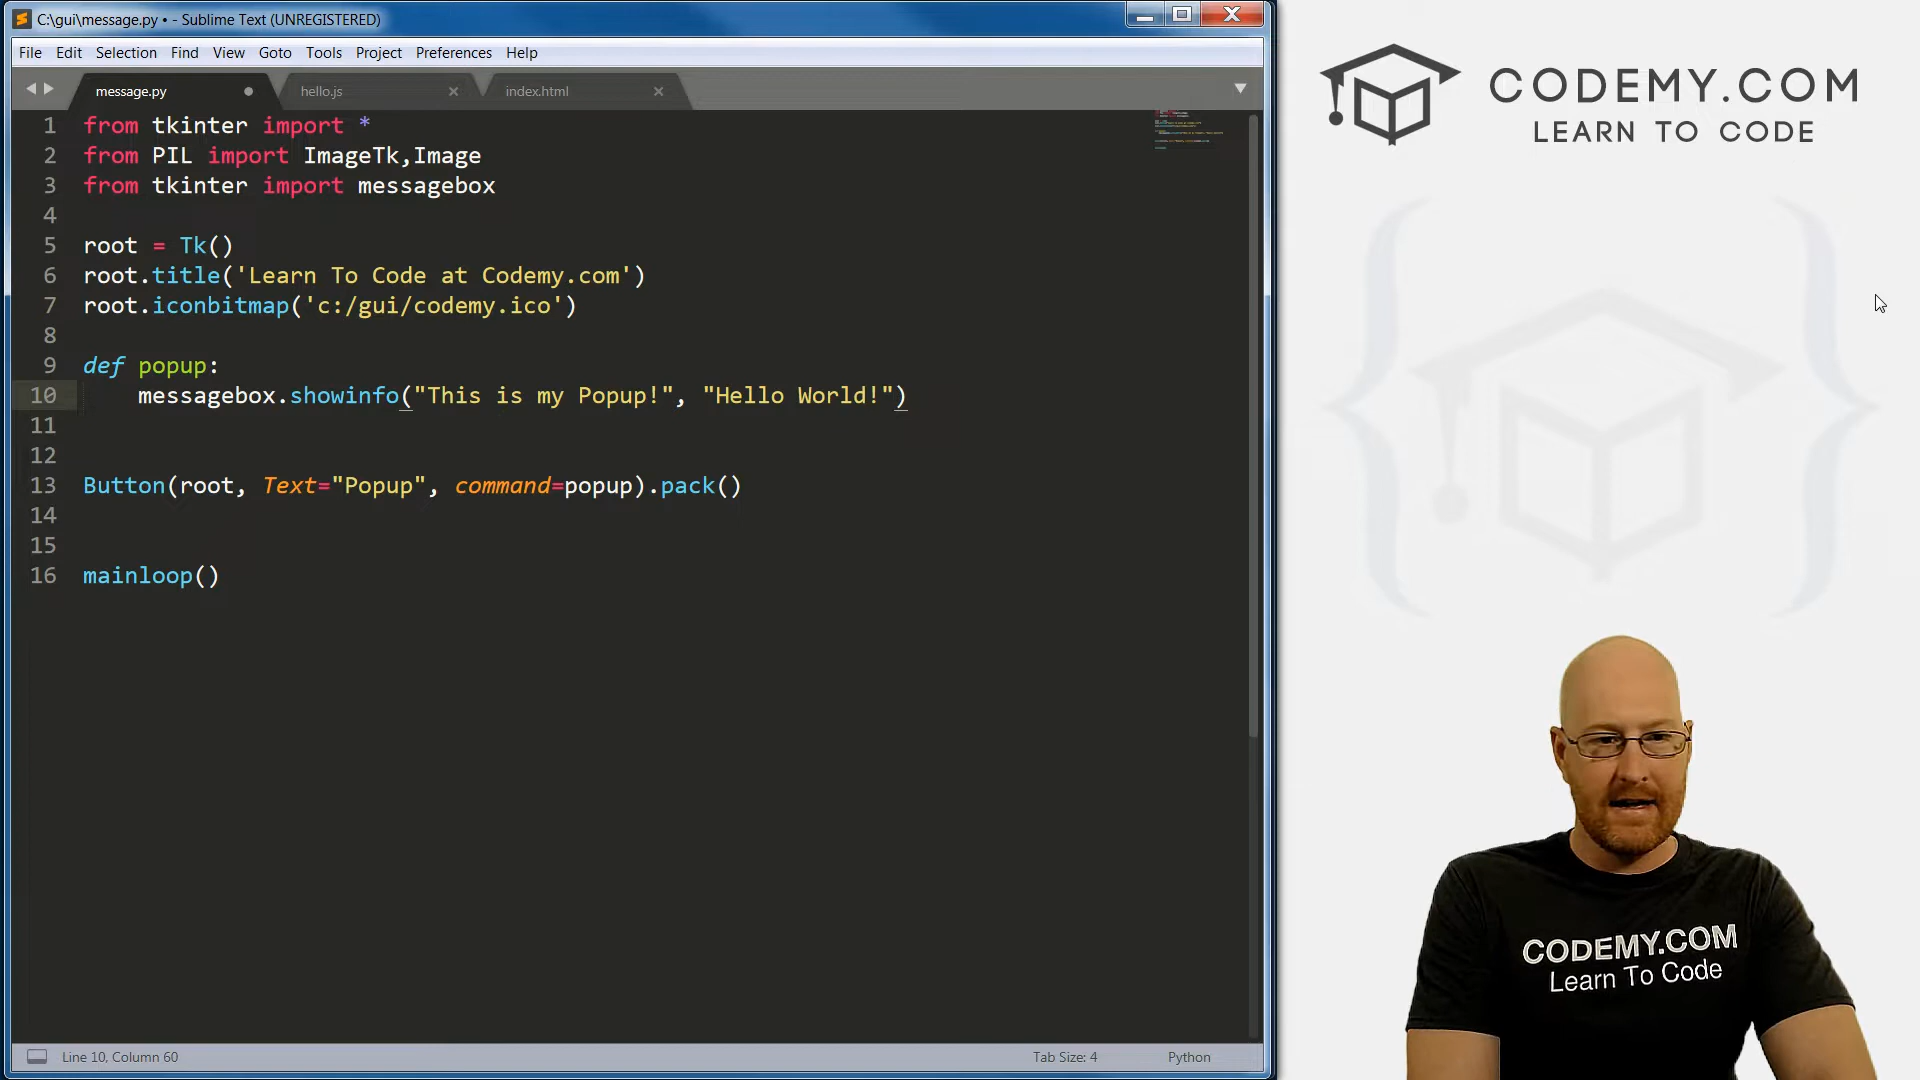 C:\gui\message.py • - Sublime Text (UNREGISTERED)
File Edit Selection Find View Goto Tools Project Preferences Help
message.py hello.js index.html
1 from tkinter import *
2 from PIL import ImageTk,Image
3 from tkinter import messagebox
4
5 root = Tk()
6 root.title('Learn To Code at Codemy.com')
7 root.iconbitmap('c:/gui/codemy.ico')
8
9 def popup:
10 messagebox.showinfo("This is my Popup!", "Hello World!")
11
12
13 Button(root, Text="Popup", command=popup).pack()
14
15
16 mainloop()
Line 10, Column 60 Tab Size: 4 Python
CODEMY.COM
LEARN TO CODE
CODEMY.COM
Learn To Code